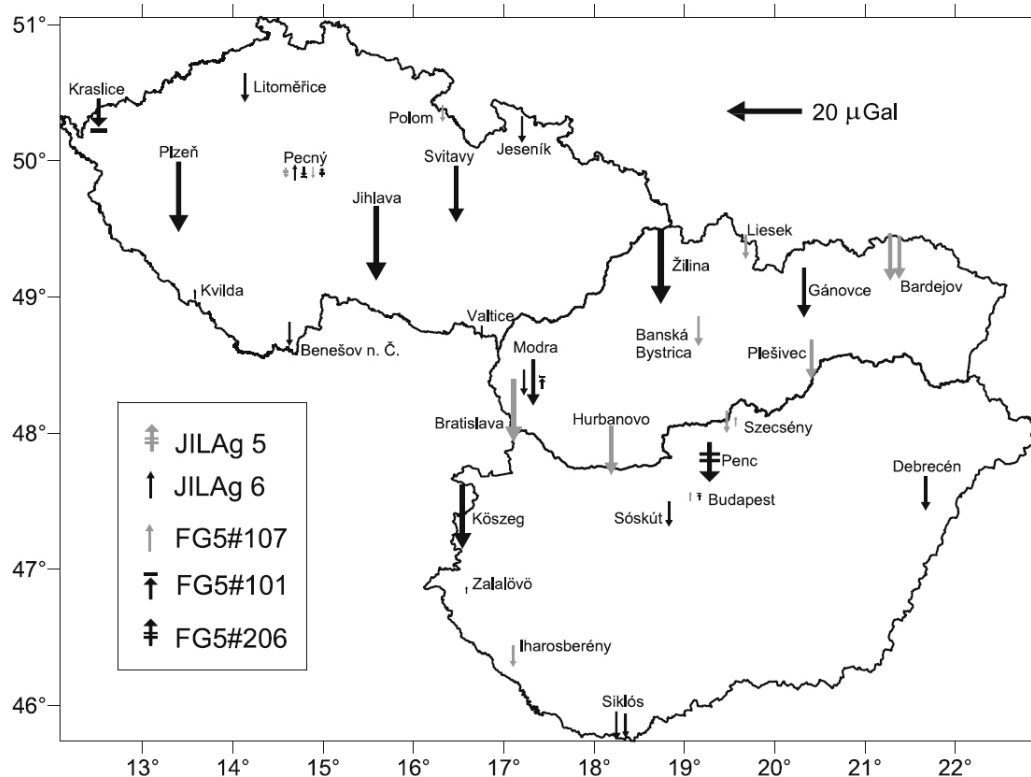 51°
Kraslice
Litoměřice
Polom
20 µGal
50°
Plzeň
Pecný
Svitavy
Jeseník
Jihlava
Liesek
Žilina
49°
Kvilda
Gánovce
Bardejov
Valtice
Benešov n. Č.
Banská
Bystrica
Modra
Plešivec
48°
Bratislava
Hurbanovo
Szecsény
JILAg 5
Penc
Debrecén
JILAg 6
Budapest
Köszeg
Sóskút
FG5#107
47°
Zalalövö
FG5#101
FG5#206
Iharosberény
46°
Siklós
13° 14° 15° 16° 17° 18° 19° 20° 21° 22°